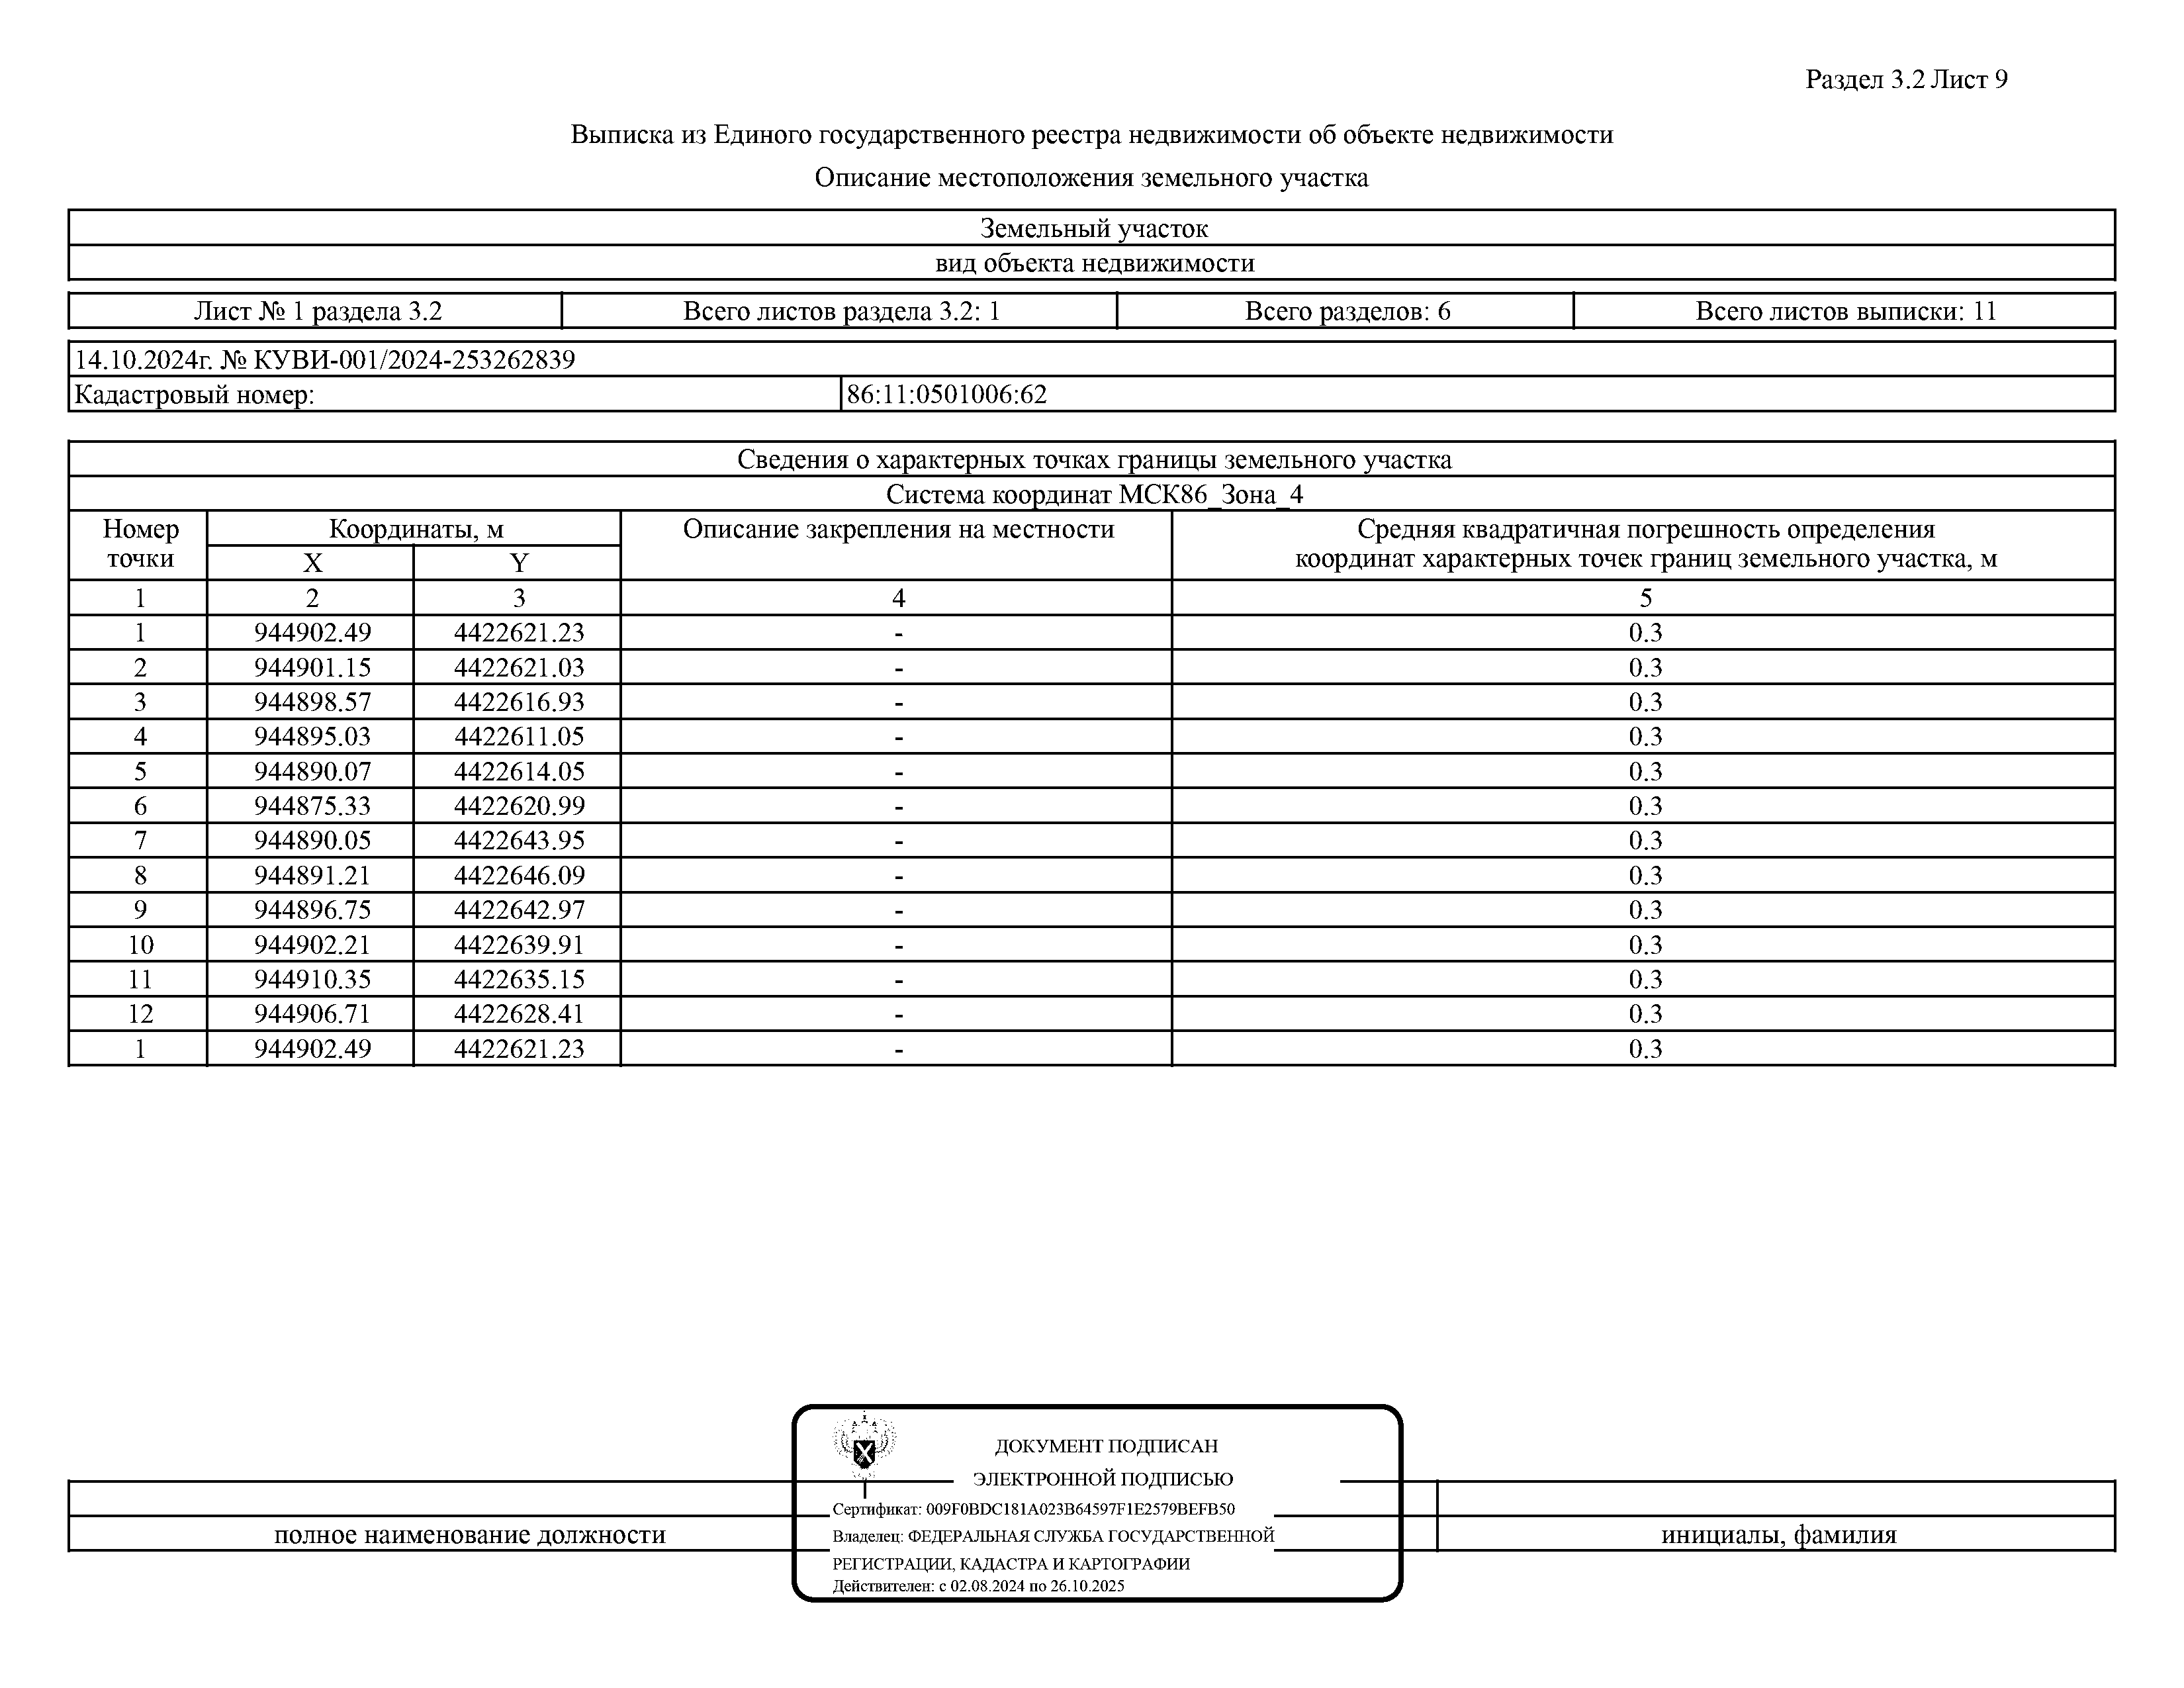 Раздел 3.2 Лист 9
Выписка из Единого государственного реестра недвижимости об объекте недвижимости
Описание местоположения земельного участка
Земельный участок
вид объекта недвижимости
Лист № 1 раздела 3.2 Всего листов раздела 3.2: 1 Всего разделов: 6 Всего листов выписки: 11
14.10.2024г. № КУВИ-001/2024-253262839
Кадастровый номер: 86:11:0501006:62
Сведения о характерных точках границы земельного участка
Система координат МСК86_Зона_4
Номер точки Координаты, м Описание закрепления на местности Средняя квадратичная погрешность определения координат характерных точек границ земельного участка, м
X Y
1 2 3 4 5
1 944902.49 4422621.23 - 0.3
2 944901.15 4422621.03 - 0.3
3 944898.57 4422616.93 - 0.3
4 944895.03 4422611.05 - 0.3
5 944890.07 4422614.05 - 0.3
6 944875.33 4422620.99 - 0.3
7 944890.05 4422643.95 - 0.3
8 944891.21 4422646.09 - 0.3
9 944896.75 4422642.97 - 0.3
10 944902.21 4422639.91 - 0.3
11 944910.35 4422635.15 - 0.3
12 944906.71 4422628.41 - 0.3
1 944902.49 4422621.23 - 0.3
ДОКУМЕНТ ПОДПИСАН
ЭЛЕКТРОННОЙ ПОДПИСЬЮ
Сертификат: 009F0BDC181A023B64597F1E2579BEFB50
полное наименование должности
Владелец: ФЕДЕРАЛЬНАЯ СЛУЖБА ГОСУДАРСТВЕННОЙ
РЕГИСТРАЦИИ, КАДАСТРА И КАРТОГРАФИИ
Действителен: с 02.08.2024 по 26.10.2025
инициалы, фамилия